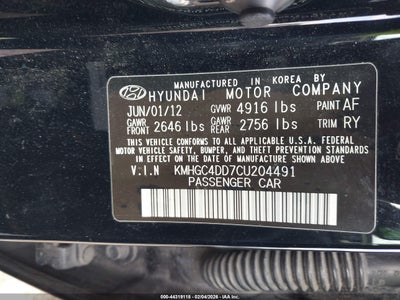 MANUFACTURED IN KOREA BY
HYUNDAI MOTOR COMPANY
JUN/01/12 GVWR 4916 lbs PAINT AF
GAWR FRONT 2646 lbs GAWR REAR 2756 lbs TRIM RY
THIS VEHICLE CONFORMS TO ALL APPLICABLE U.S.A. FEDERAL
MOTOR VEHICLE SAFETY, BUMPER, AND THEFT PREVENTION STANDARDS
IN EFFECT ON THE DATE OF MANUFACTURE SHOWN ABOVE.
V.I.N KMHGC4DD7CU204491
PASSENGER CAR
000-44319116 - 02/04/2026 - IAA